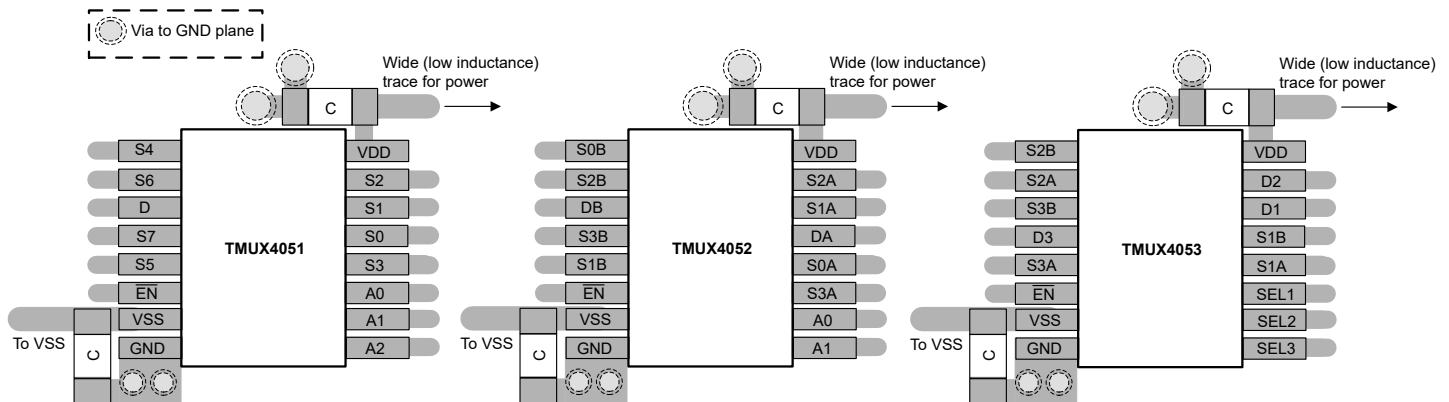 Via to GND plane
Wide (low inductance)
trace for power
C
S4
S6
D
S7
S5
EN
VSS
GND
TMUX4051
VDD
S2
S1
S0
S3
A0
A1
A2
To VSS
C
Wide (low inductance)
trace for power
C
S0B
S2B
DB
S3B
S1B
EN
VSS
GND
TMUX4052
VDD
S2A
S1A
DA
S0A
S3A
A0
A1
To VSS
C
Wide (low inductance)
trace for power
C
S2B
S2A
S3B
D3
S3A
EN
VSS
GND
TMUX4053
VDD
D2
D1
S1B
S1A
SEL1
SEL2
SEL3
To VSS
C